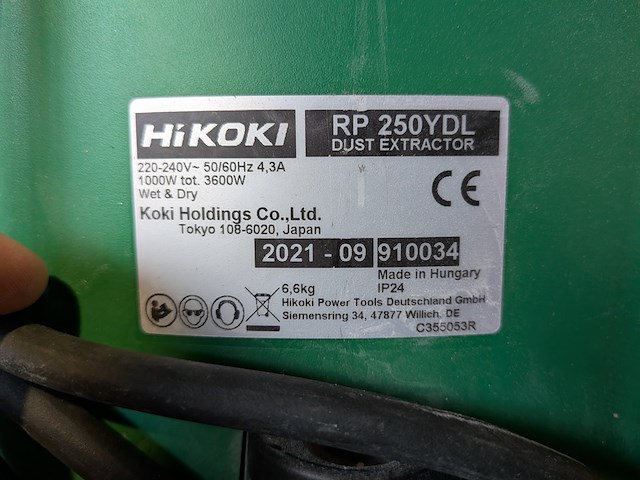 HiKOKI
RP 250YDL
DUST EXTRACTOR
220-240V~ 50/60Hz 4,3A
1000W tot. 3600W
Wet & Dry
CE
Koki Holdings Co.,Ltd.
Tokyo 108-6020, Japan
2021 - 09 910034
Made in Hungary
6,6kg IP24
Hikoki Power Tools Deutschland GmbH
Siemensring 34, 47877 Willich, DE
C355053R